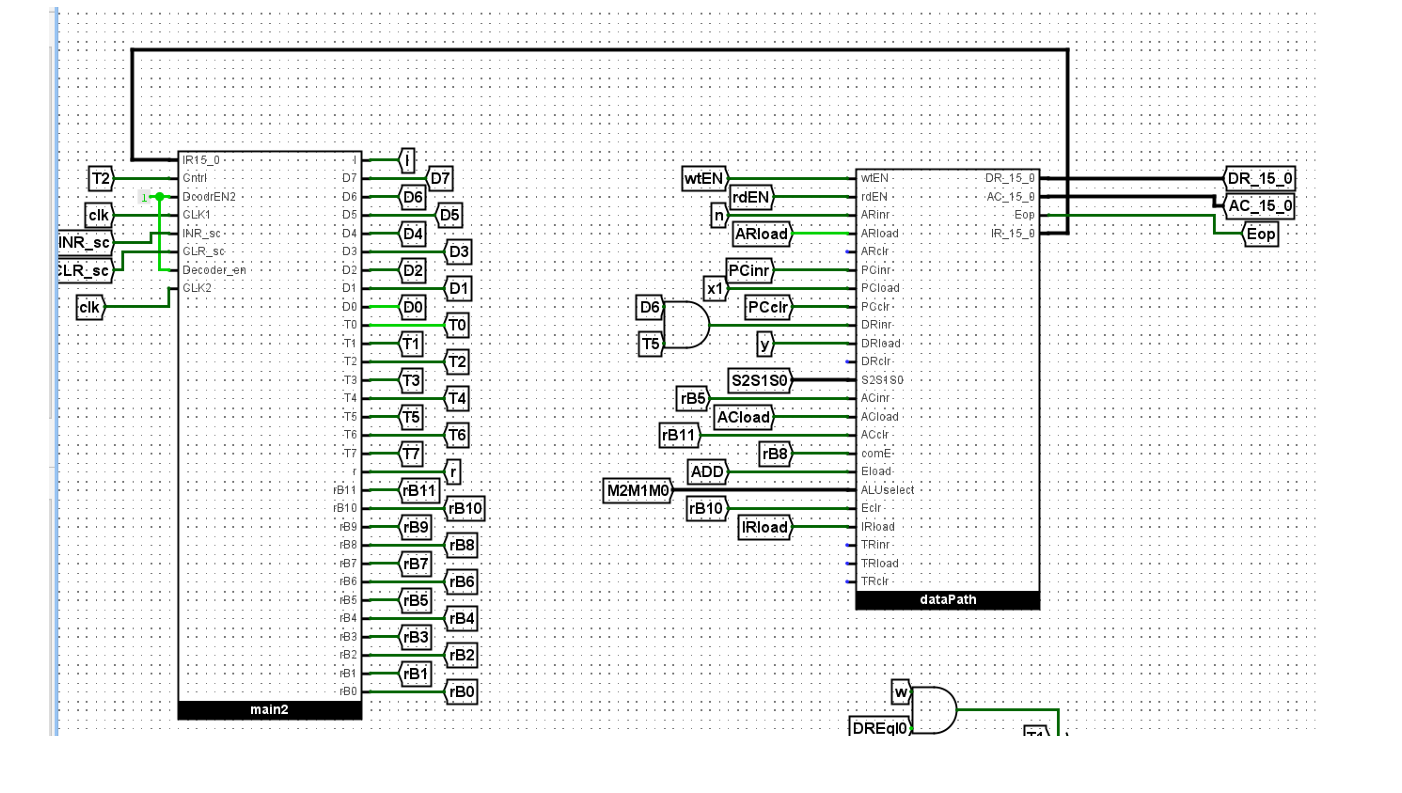 T2
1
clk
INR_sc
CLR_sc
clk
IR15_0
Cntrl
DcodrEN2
CLK1
INR_sc
CLR_sc
Decoder_en
CLK2
I I
D7 D7
D6 D6
D5 D5
D4 D4
D3 D3
D2 D2
D1 D1
D0 D0
T0 T0
T1 T1
T2 T2
T3 T3
T4 T4
T5 T5
T6 T6
T7 T7
r r
rB11 rB11
rB10 rB10
rB9 rB9
rB8 rB8
rB7 rB7
rB6 rB6
rB5 rB5
rB4 rB4
rB3 rB3
rB2 rB2
rB1 rB1
rB0 rB0
main2
wtEN wtEN
rdEN rdEN
n ARinr
ARload ARload
ARclr
PCinr PCinr
x1 PCload
PCclr PCclr
D6
T5
DRinr
y DRload
DRclr
S2S1S0 S2S1S0
rB5 ACinr
ACload ACload
rB11 ACclr
rB8 comE
ADD Eload
M2M1M0 ALUselect
rB10 Eclr
IRload IRload
TRinr
TRload
TRclr
DR_15_0 DR_15_0
AC_15_0 AC_15_0
Eop Eop
IR_15_0
dataPath
w
DREql0
T1